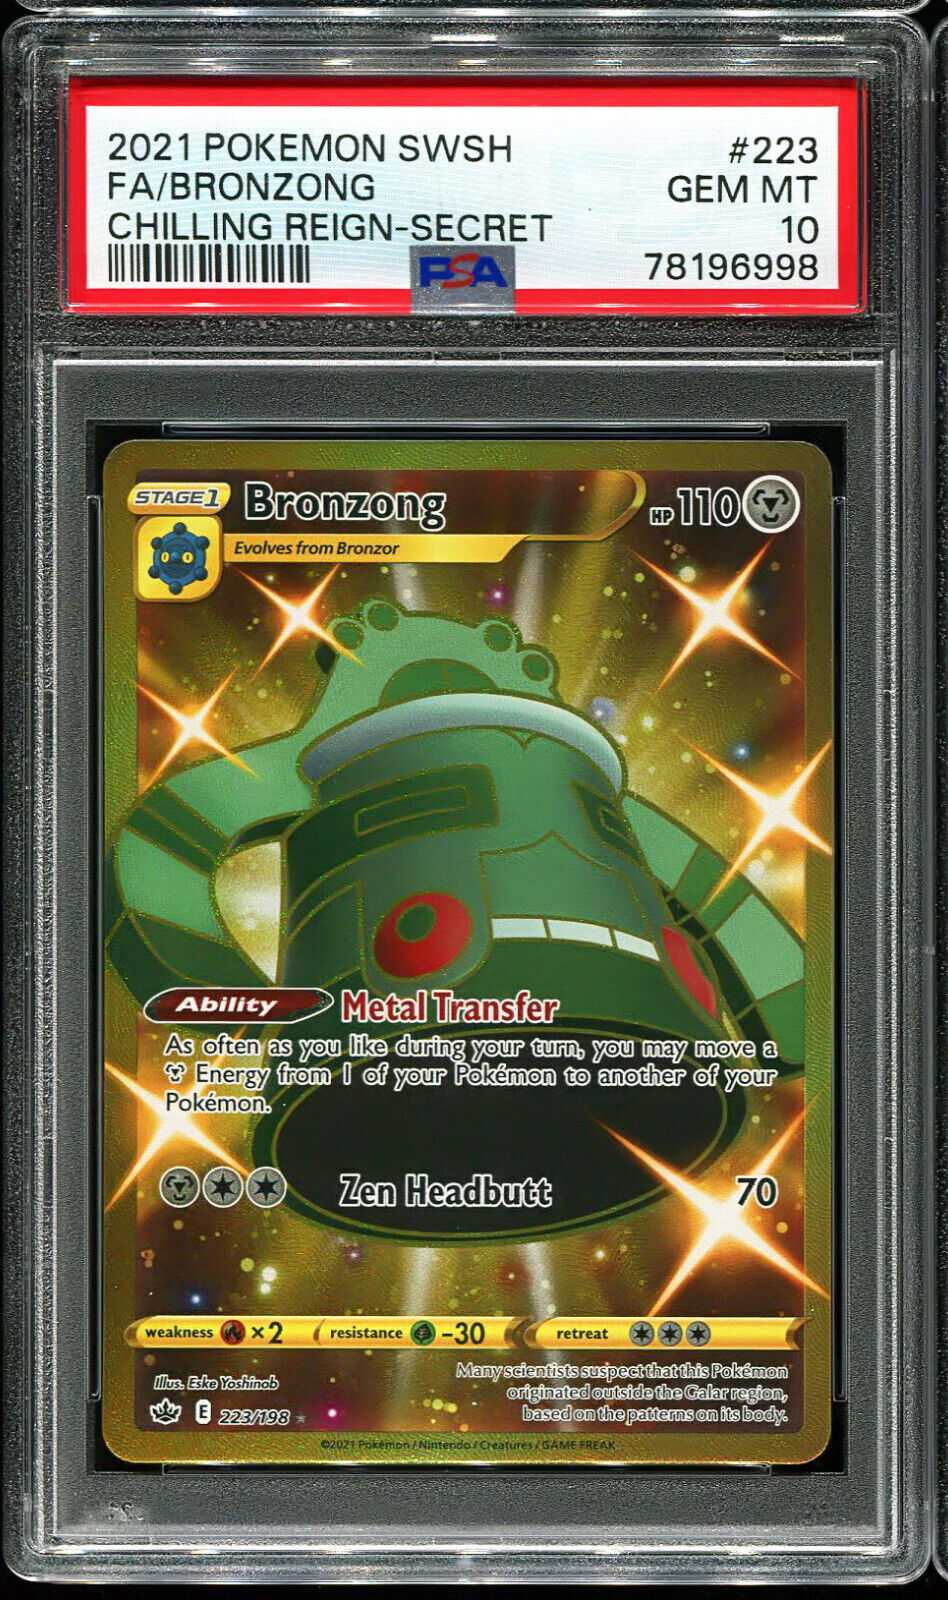 2021 POKEMON SWSH #223
FA/BRONZONG GEM MT
CHILLING REIGN-SECRET 10
PSA 78196998
STAGE1 Bronzong HP 110
Evolves from Bronzor
Ability Metal Transfer
As often as you like during your turn, you may move a
Energy from 1 of your Pokémon to another of your
Pokémon.
Zen Headbutt 70
weakness ×2 resistance -30 retreat
Many scientists suspect that this Pokémon
originated outside the Galar region,
based on the patterns on its body.
Illus. Eske Yoshinob
E 223/198
©2021 Pokémon / Nintendo / Creatures / GAME FREAK